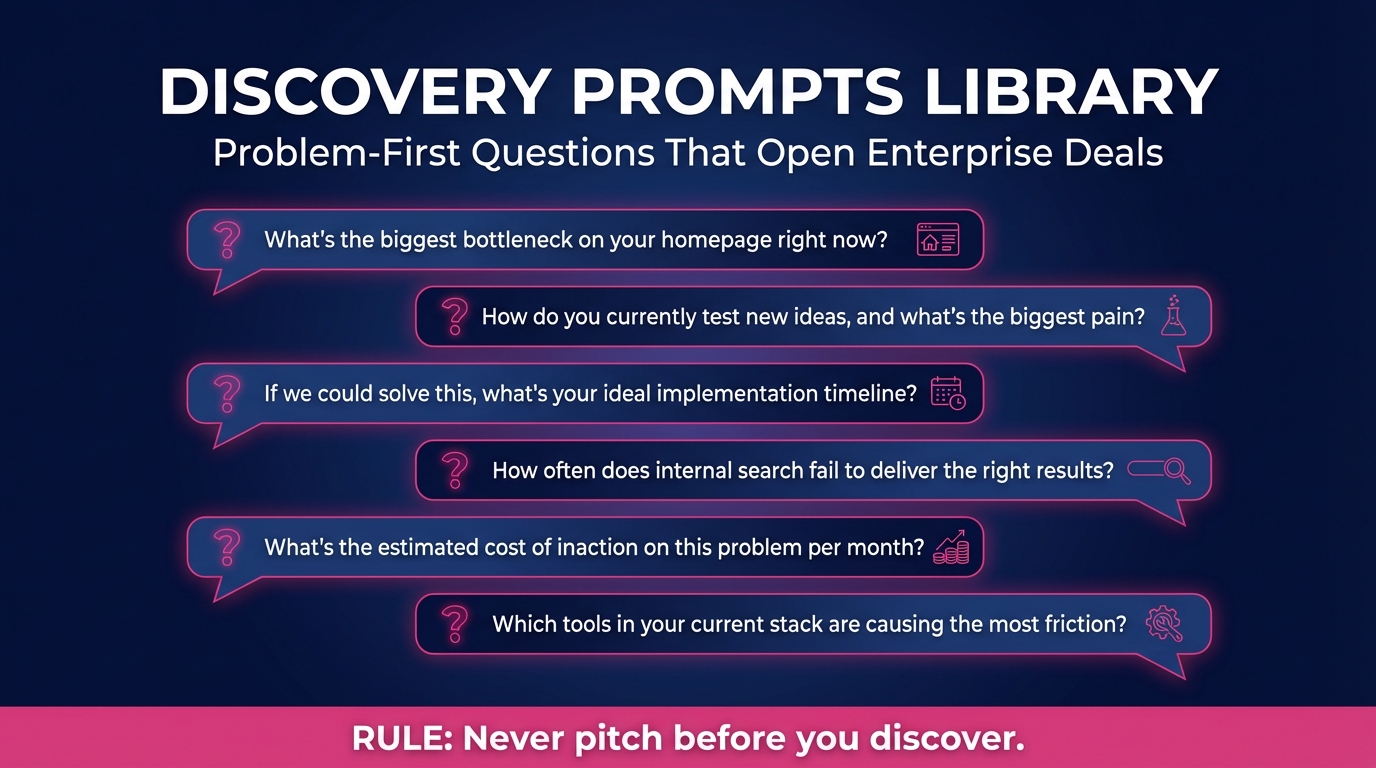 DISCOVERY PROMPTS LIBRARY
Problem-First Questions That Open Enterprise Deals
What's the biggest bottleneck on your homepage right now?
How do you currently test new ideas, and what's the biggest pain?
If we could solve this, what's your ideal implementation timeline?
How often does internal search fail to deliver the right results?
What's the estimated cost of inaction on this problem per month?
Which tools in your current stack are causing the most friction?
RULE: Never pitch before you discover.